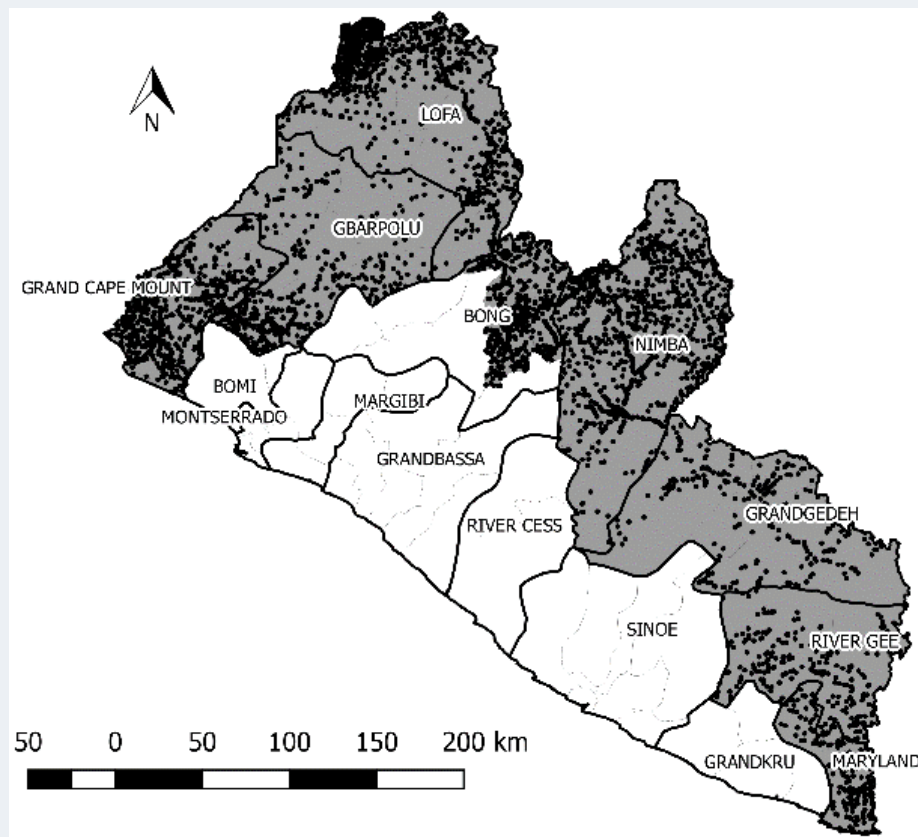 N
LOFA
GBARPOLU
GRAND CAPE MOUNT
BONG
NIMBA
BOMI
MARGIBI
MONTSERRADO
GRANDBASSA
GRANDGEDEH
RIVER CESS
SINOE
RIVER GEE
50 0 50 100 150 200 km
GRANDKRU
MARYLAND